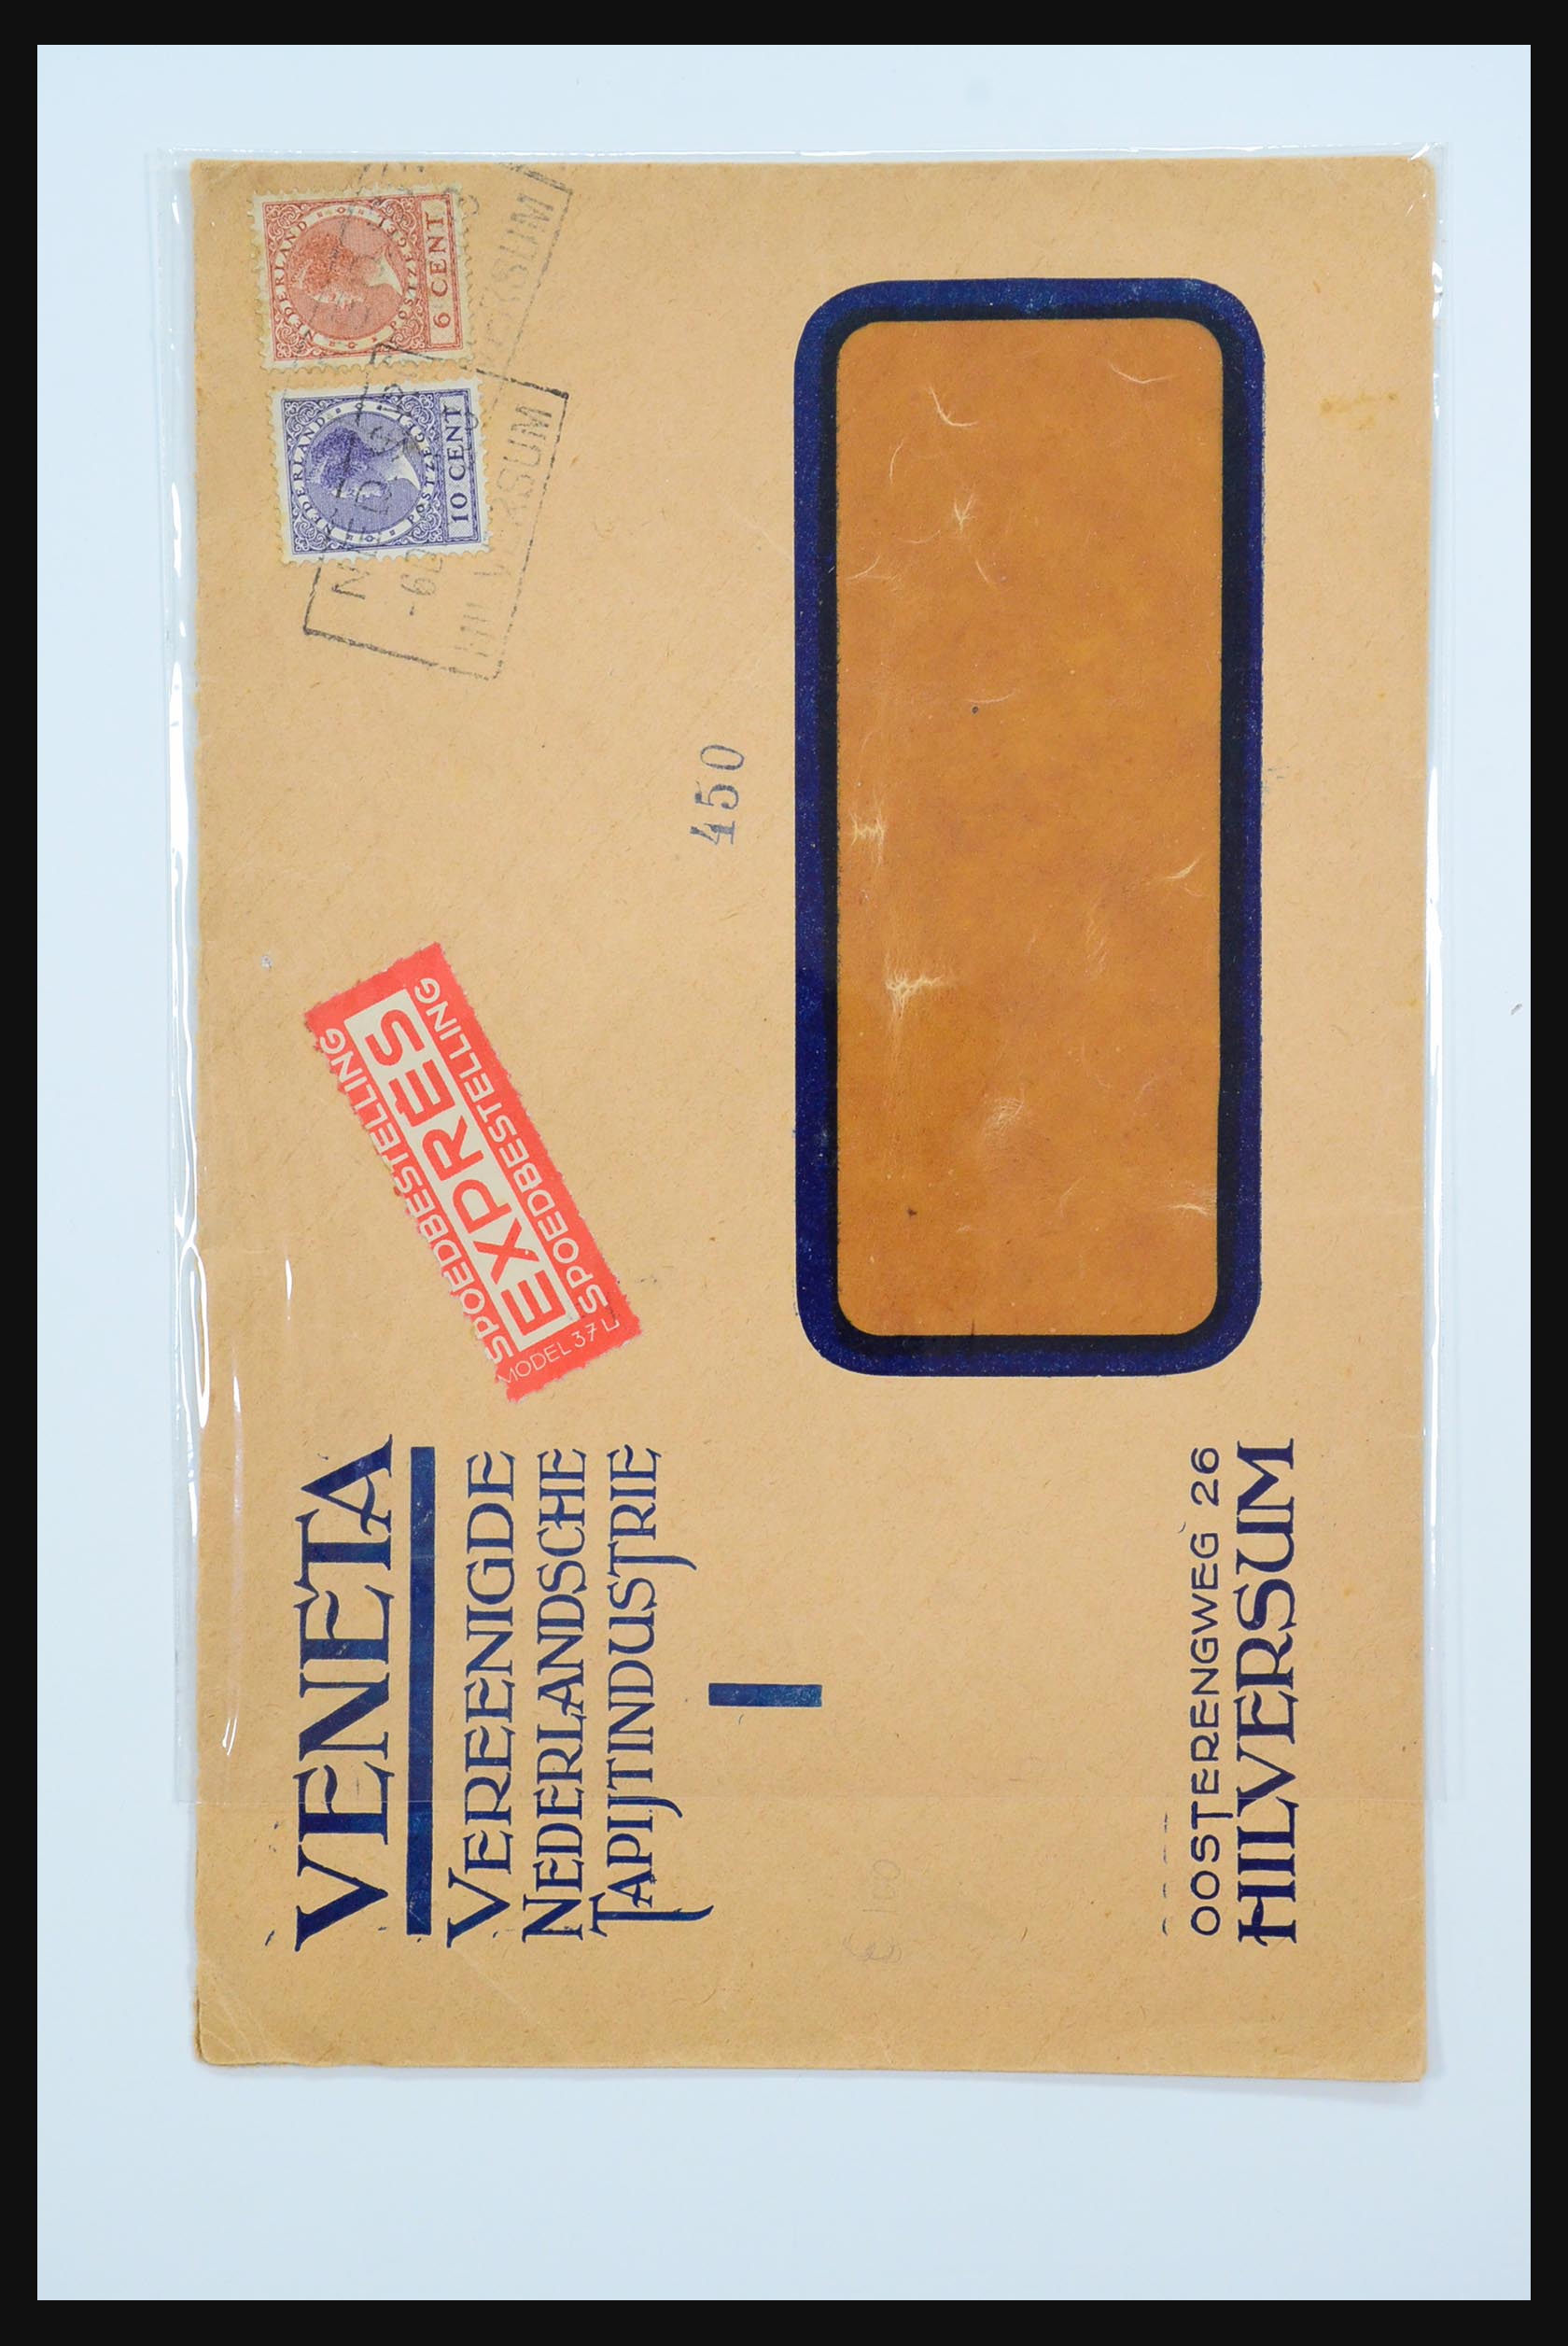 VENETA
VEREENIGDE
NEDERLANDSCHE
TAPIJTINDUSTRIE
SPOEDBESTELLING
EXPRES
SPOEDBESTELLING
MODEL 37 L
NEDERLAND
POSTZEGEL
10 CENT
NEDERLAND
POSTZEGEL
6 CENT
HILVERSUM
450
OOSTERENGWEG 26
HILVERSUM